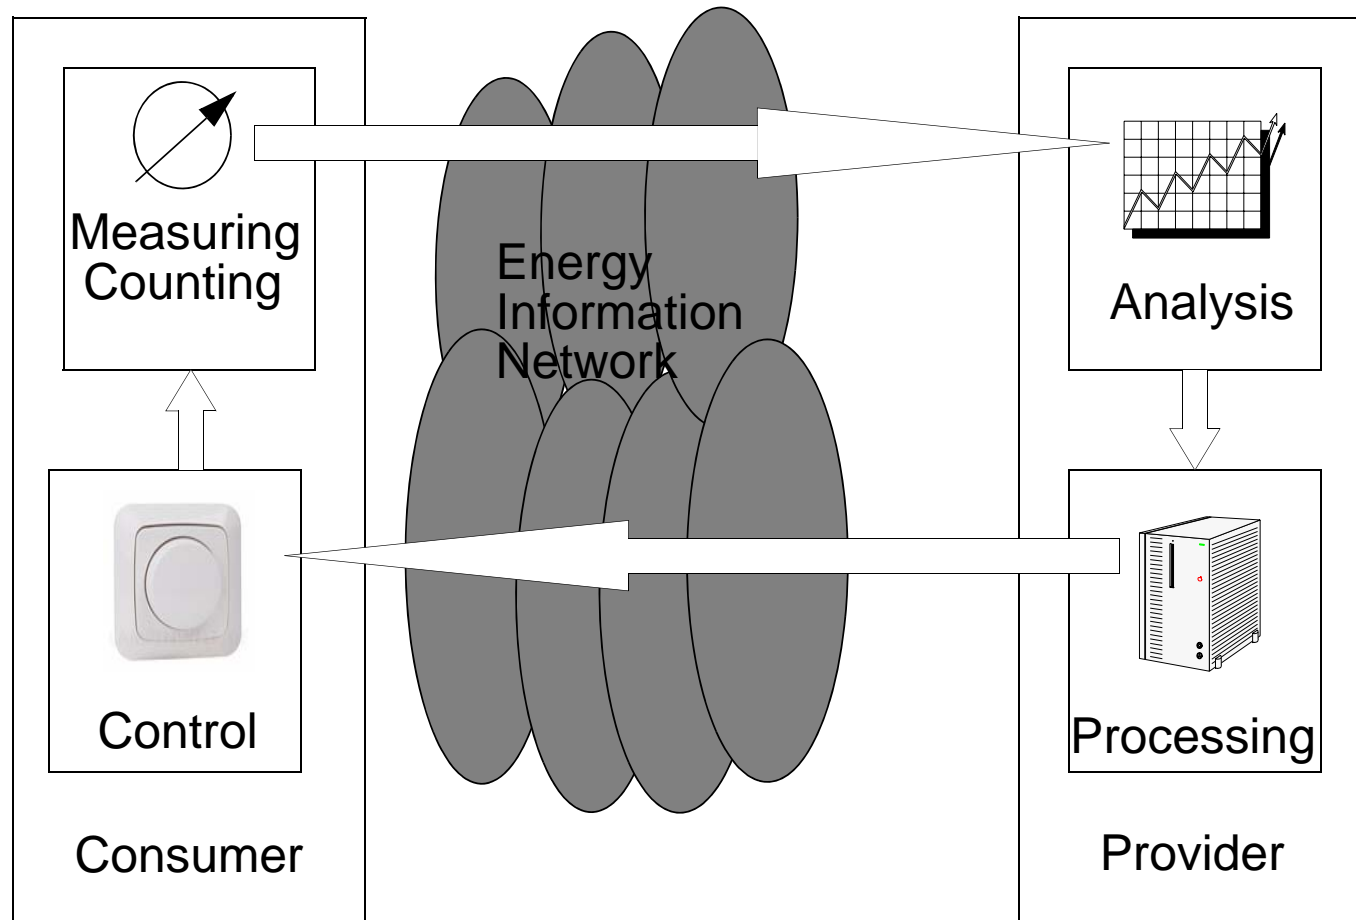 Measuring
Counting
Energy
Information
Network
Analysis
Control
Processing
Consumer
Provider